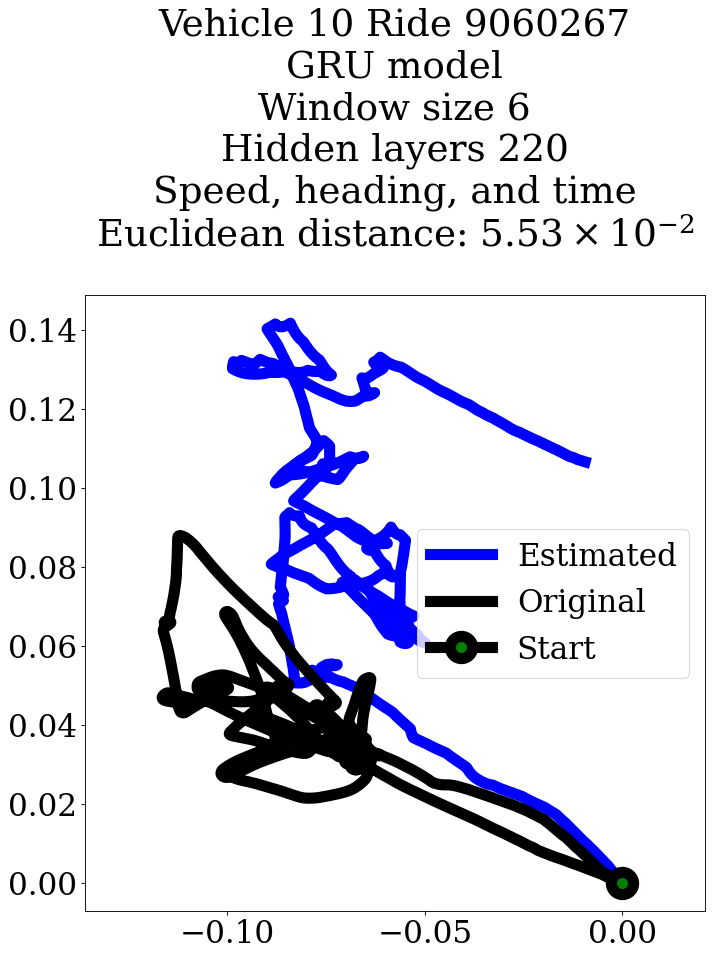 Vehicle 10 Ride 9060267
GRU model
Window size 6
Hidden layers 220
Speed, heading, and time
Euclidean distance: 5.53 × 10⁻²
0.14
0.12
0.10
0.08
0.06
0.04
0.02
0.00
Estimated
Original
Start
−0.10 −0.05 0.00